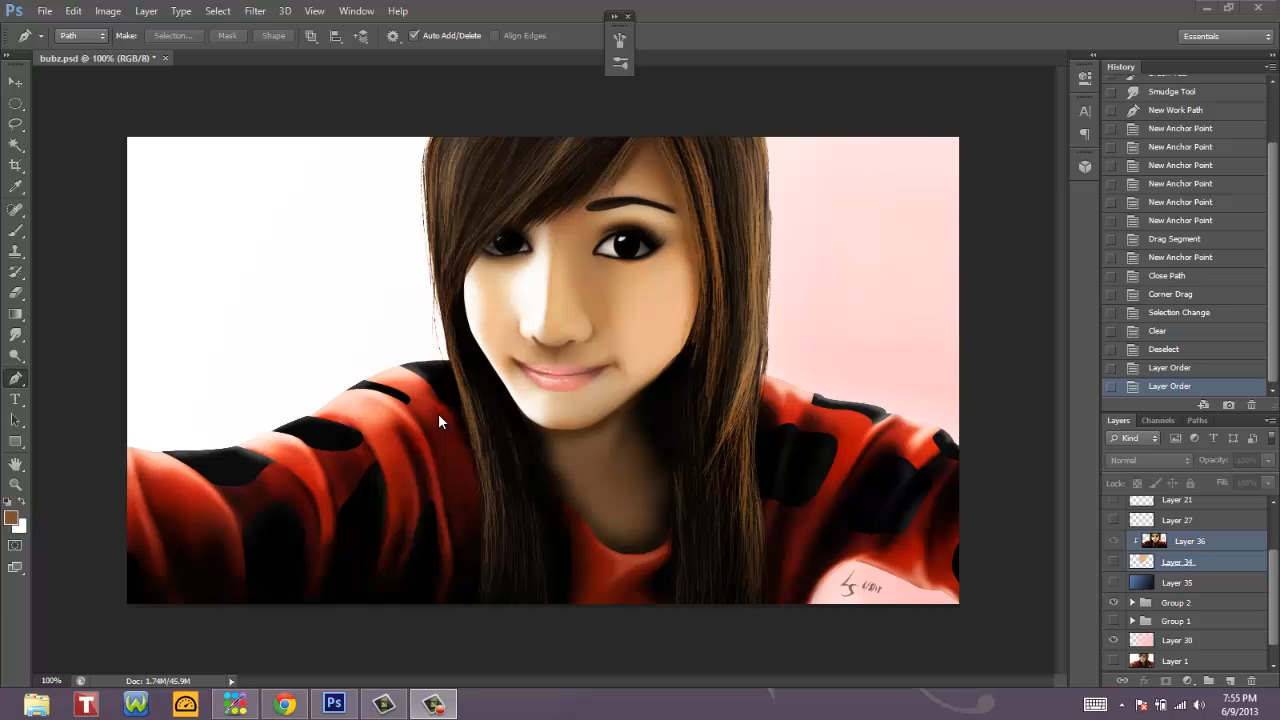 Ps File Edit Image Layer Type Select Filter 3D View Window Help
Path Make: Selection... Mask Shape Auto Add/Delete Align Edges Essentials
bubz.psd @ 100% (RGB/8) *
History
Smudge Tool
New Work Path
New Anchor Point
New Anchor Point
New Anchor Point
New Anchor Point
New Anchor Point
New Anchor Point
Drag Segment
New Anchor Point
Close Path
Corner Drag
Selection Change
Clear
Deselect
Layer Order
Layer Order
Layers Channels Paths
Kind
Normal Opacity: 100%
Lock: Fill: 100%
Layer 21
Layer 27
Layer 36
Layer 34
Layer 35
Group 2
Group 1
Layer 30
Layer 1
LS
100% Doc: 1.74M/45.9M
7:55 PM
6/9/2013